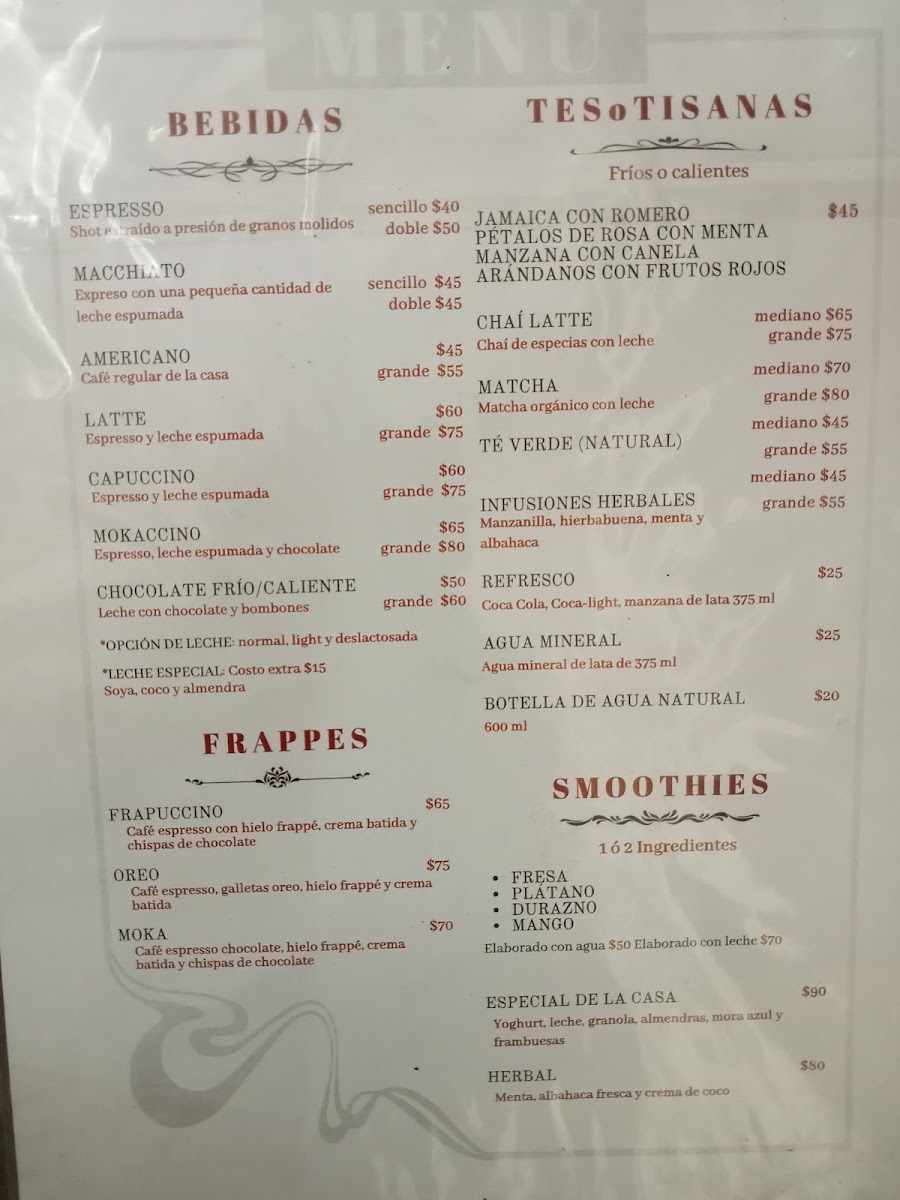 MENÚ
BEBIDAS
ESPRESSO sencillo $40
Shot extraído a presión de granos molidos doble $50
MACCHIATO
Expreso con una pequeña cantidad de sencillo $45
leche espumada doble $45
AMERICANO $45
Café regular de la casa grande $55
LATTE $60
Espresso y leche espumada grande $75
CAPUCCINO $60
Espresso y leche espumada grande $75
MOKACCINO $65
Espresso, leche espumada y chocolate grande $80
CHOCOLATE FRÍO/CALIENTE $50
Leche con chocolate y bombones grande $60
*OPCIÓN DE LECHE: normal, light y deslactosada
*LECHE ESPECIAL: Costo extra $15
Soya, coco y almendra
FRAPPES
FRAPUCCINO $65
Café espresso con hielo frappé, crema batida y
chispas de chocolate
OREO $75
Café espresso, galletas oreo, hielo frappé y crema
batida
MOKA $70
Café espresso chocolate, hielo frappé, crema
batida y chispas de chocolate
TESoTISANAS
Fríos o calientes
JAMAICA CON ROMERO $45
PÉTALOS DE ROSA CON MENTA
MANZANA CON CANELA
ARÁNDANOS CON FRUTOS ROJOS
CHAÍ LATTE mediano $65
Chaí de especias con leche grande $75
MATCHA mediano $70
Matcha orgánico con leche grande $80
TÉ VERDE (NATURAL) mediano $45
grande $55
INFUSIONES HERBALES mediano $45
Manzanilla, hierbabuena, menta y grande $55
albahaca
REFRESCO $25
Coca Cola, Coca-light, manzana de lata 375 ml
AGUA MINERAL $25
Agua mineral de lata de 375 ml
BOTELLA DE AGUA NATURAL $20
600 ml
SMOOTHIES
1 ó 2 Ingredientes
• FRESA
• PLÁTANO
• DURAZNO
• MANGO
Elaborado con agua $50 Elaborado con leche $70
ESPECIAL DE LA CASA $90
Yoghurt, leche, granola, almendras, mora azul y
frambuesas
HERBAL $80
Menta, albahaca fresca y crema de coco